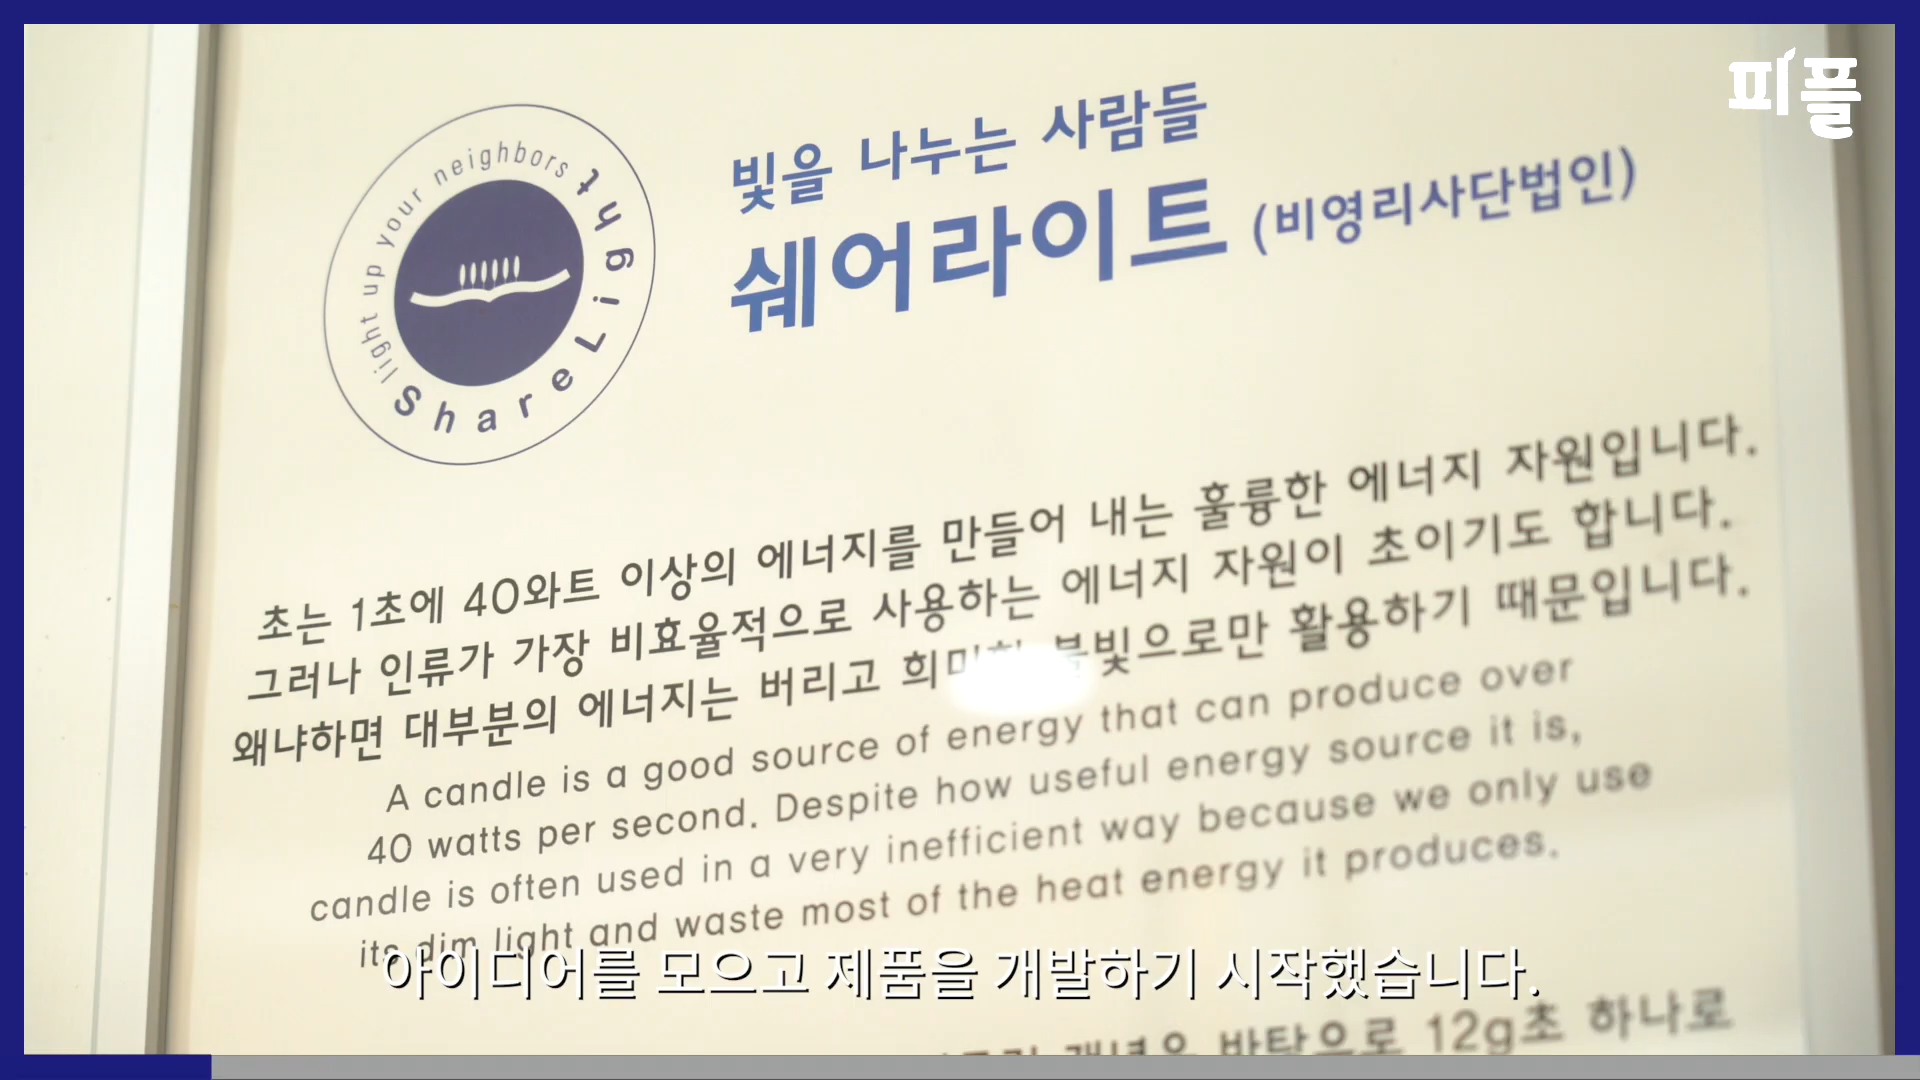 피플
light up your neighbors
ShareLight
빛을 나누는 사람들
쉐어라이트 (비영리사단법인)
초는 1초에 40와트 이상의 에너지를 만들어 내는 훌륭한 에너지 자원입니다.
그러나 인류가 가장 비효율적으로 사용하는 에너지 자원이 초이기도 합니다.
왜냐하면 대부분의 에너지는 버리고 활용하기 때문입니다.
A candle is a good source of energy that can produce over
40 watts per second. Despite how useful energy source it is,
candle is often used in a very inefficient way because we only use
its dim light and waste most of the heat energy it produces.
아이디어를 모으고 제품을 개발하기 시작했습니다.
바탕으로 12g초 하나로